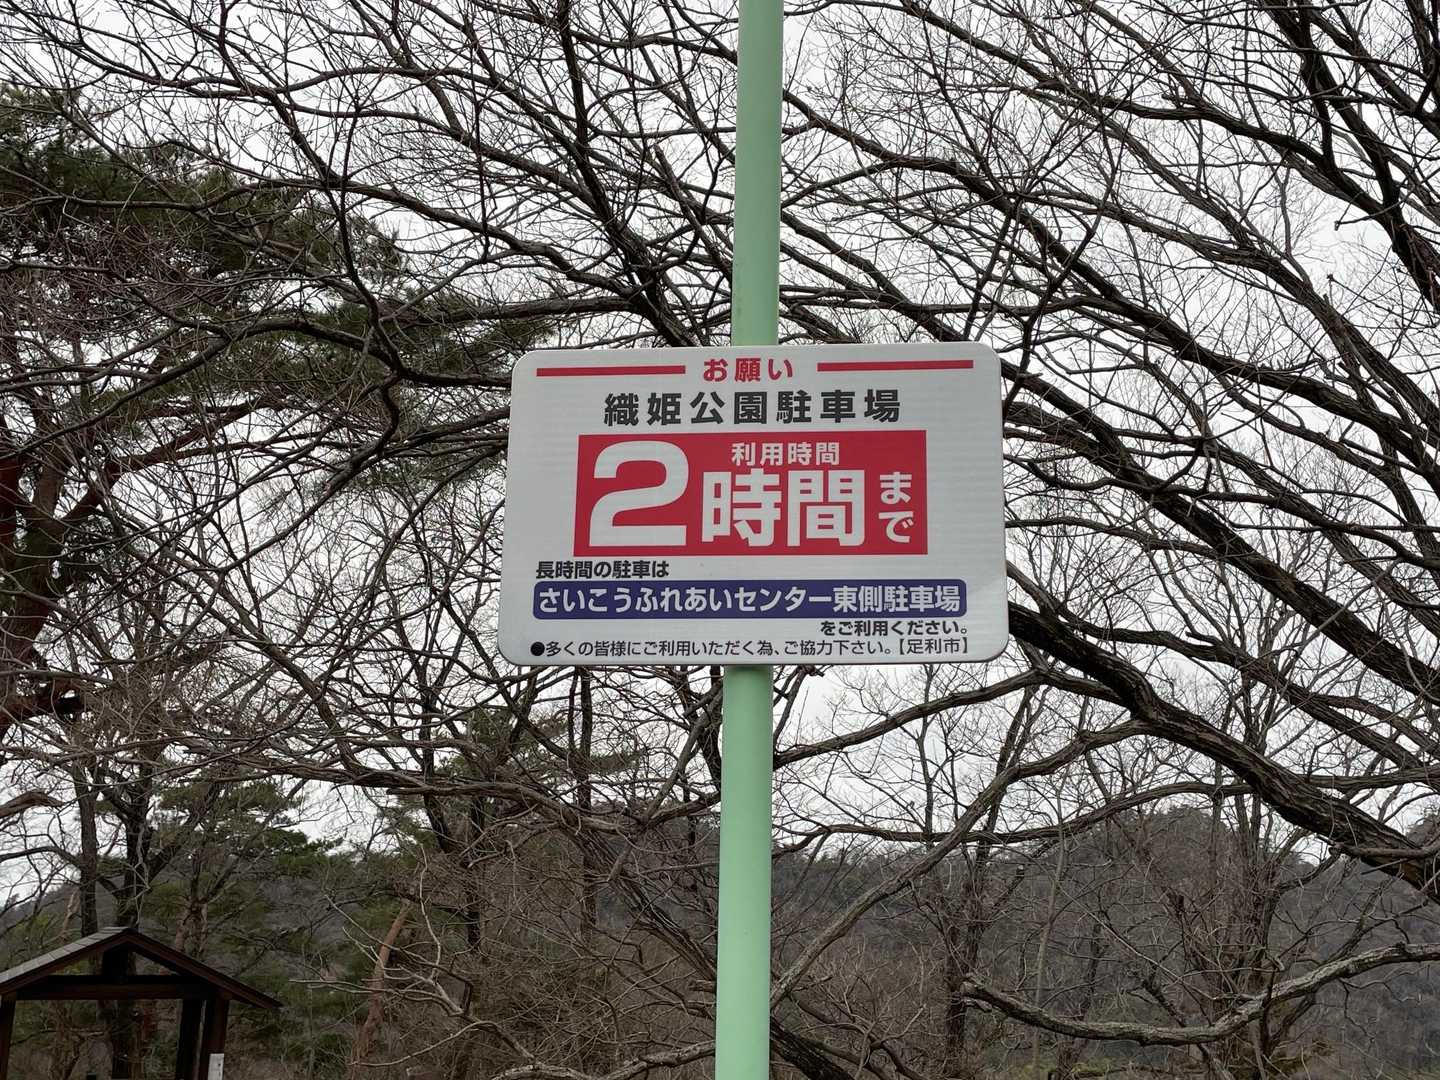 お願い
織姫公園駐車場
利用時間
2時間まで
長時間の駐車は
さいこうふれあいセンター東側駐車場
をご利用ください。
●多くの皆様にご利用いただく為、ご協力下さい。【足利市】